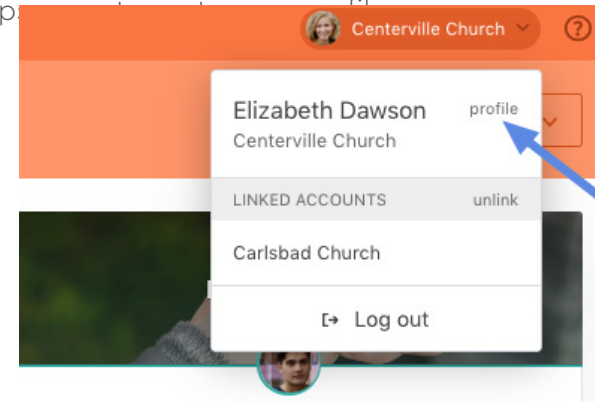 Centerville Church
Elizabeth Dawson profile
Centerville Church
LINKED ACCOUNTS unlink
Carlsbad Church
Log out